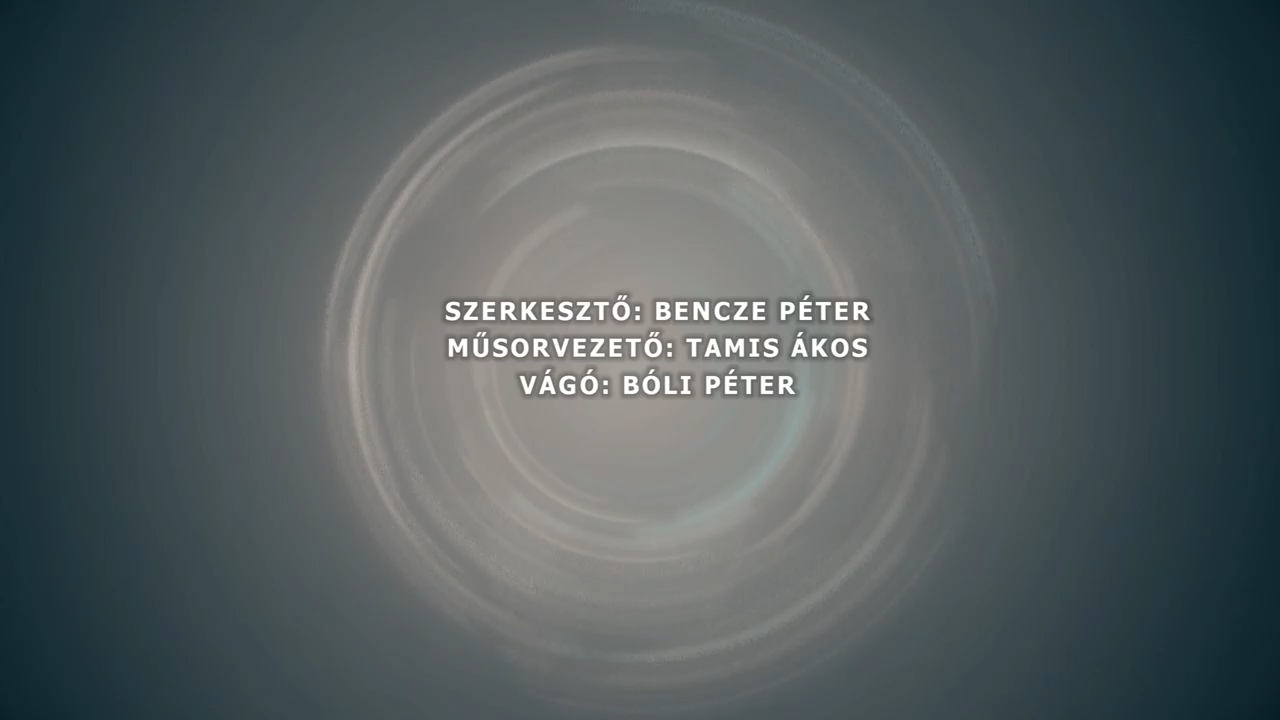 SZERKESZTŐ: BENCZE PÉTER
MŰSORVEZETŐ: TAMIS ÁKOS
VÁGÓ: BÓLI PÉTER